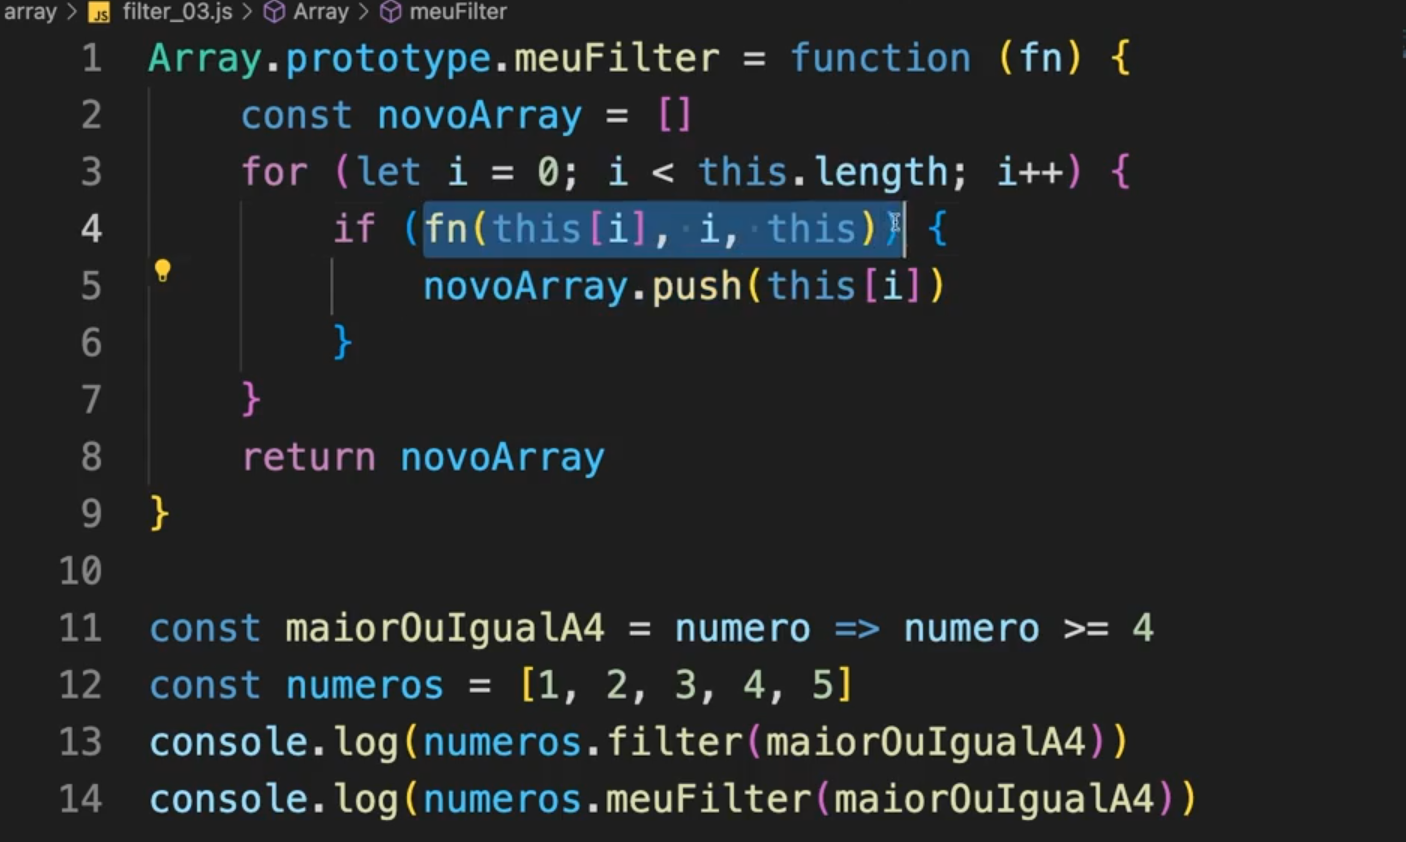 array > JS filter_03.js > Array > meuFilter
1 Array.prototype.meuFilter = function (fn) {
2 const novoArray = []
3 for (let i = 0; i < this.length; i++) {
4 if (fn(this[i], i, this)) {
5 novoArray.push(this[i])
6 }
7 }
8 return novoArray
9 }
10
11 const maiorOuIgualA4 = numero => numero >= 4
12 const numeros = [1, 2, 3, 4, 5]
13 console.log(numeros.filter(maiorOuIgualA4))
14 console.log(numeros.meuFilter(maiorOuIgualA4))